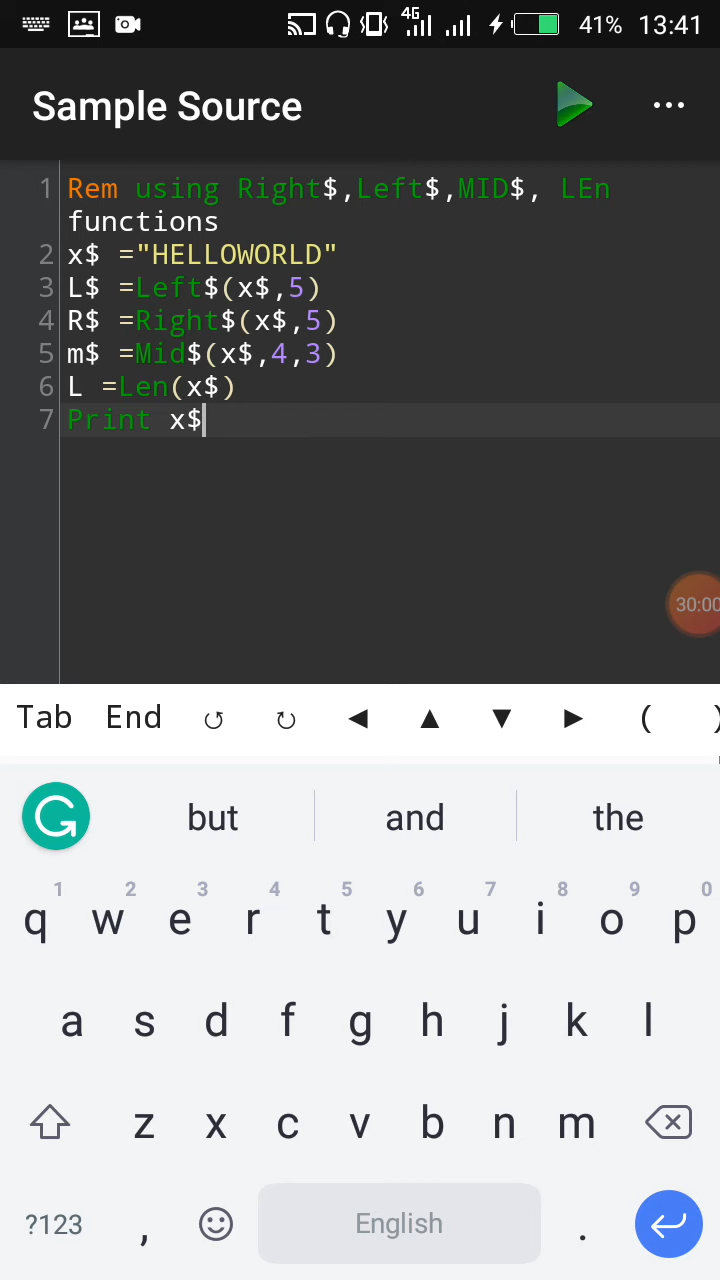 4G 41% 13:41
Sample Source
1 Rem using Right$,Left$,MID$, LEn
functions
2 x$ ="HELLOWORLD"
3 L$ =Left$(x$,5)
4 R$ =Right$(x$,5)
5 m$ =Mid$(x$,4,3)
6 L =Len(x$)
7 Print x$
30:00
Tab End ( )
but and the
1 2 3 4 5 6 7 8 9 0
q w e r t y u i o p
a s d f g h j k l
z x c v b n m
?123 , English .